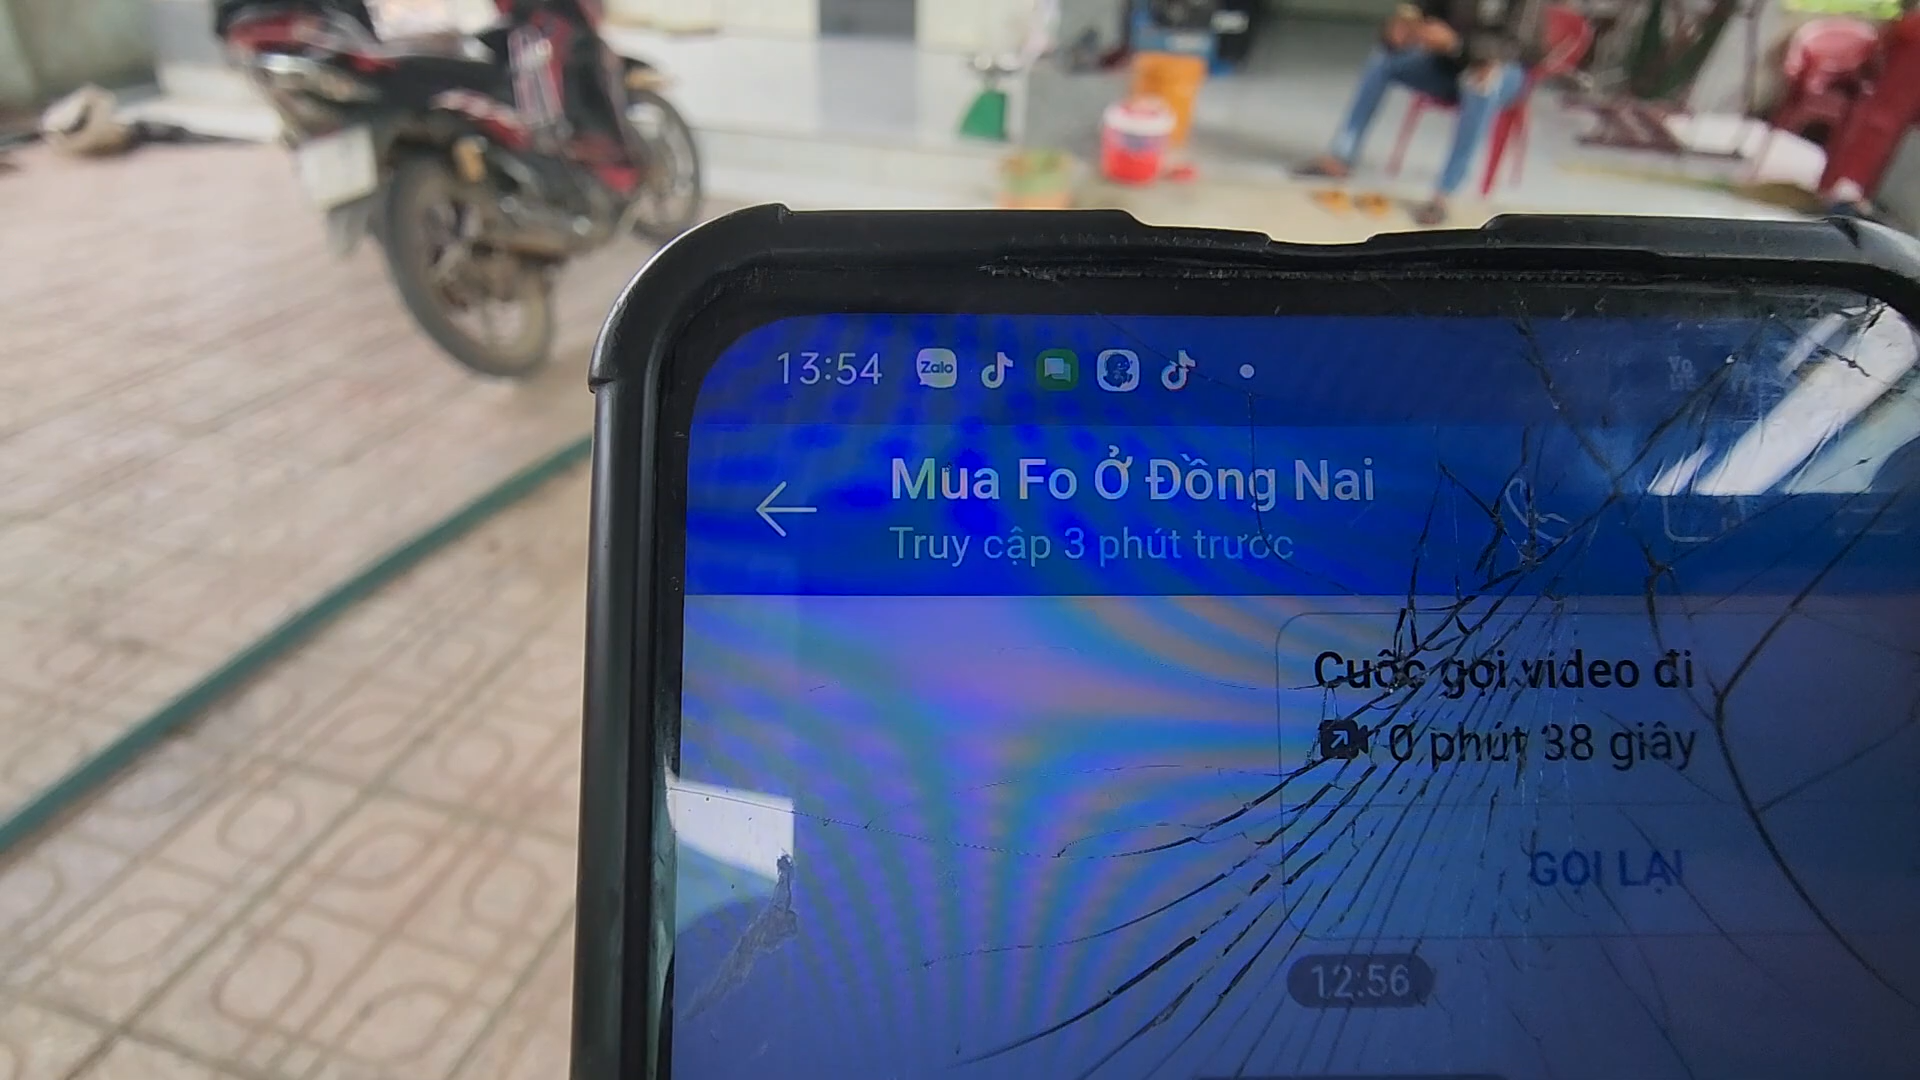 13:54 Zalo
Mua Fo Ở Đồng Nai
Truy cập 3 phút trước
Cuộc gọi video đi
0 phút 38 giây
GỌI LẠI
12:56